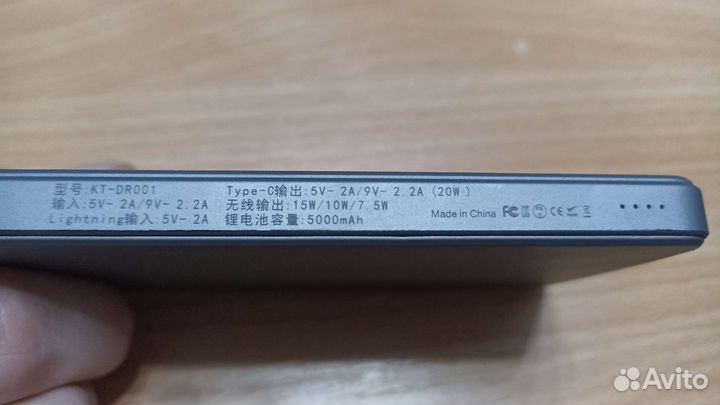 型号:KT-DR001
输入:5V- 2A/9V- 2.2A
Lightning输入:5V- 2A
Type-C输出:5V- 2A/9V- 2.2A (20W)
无线输出:15W/10W/7.5W
锂电池容量:5000mAh
Made in China FC CE
Avito